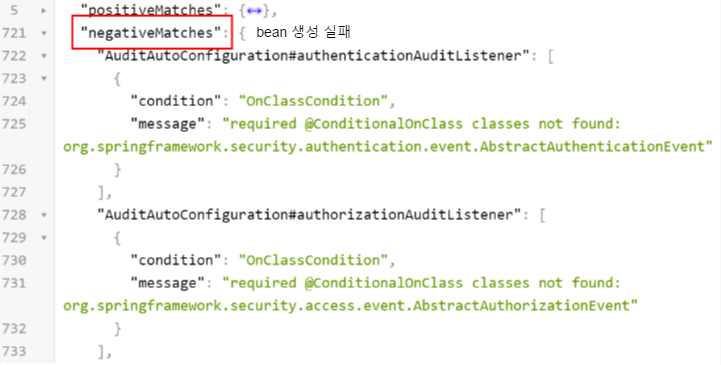 5 "positiveMatches": {↔},
721 "negativeMatches": { bean 생성 실패
722 "AuditAutoConfiguration#authenticationAuditListener": [
723 {
724 "condition": "OnClassCondition",
725 "message": "required @ConditionalOnClass classes not found:
org.springframework.security.authentication.event.AbstractAuthenticationEvent"
726 }
727 ],
728 "AuditAutoConfiguration#authorizationAuditListener": [
729 {
730 "condition": "OnClassCondition",
731 "message": "required @ConditionalOnClass classes not found:
org.springframework.security.access.event.AbstractAuthorizationEvent"
732 }
733 ],